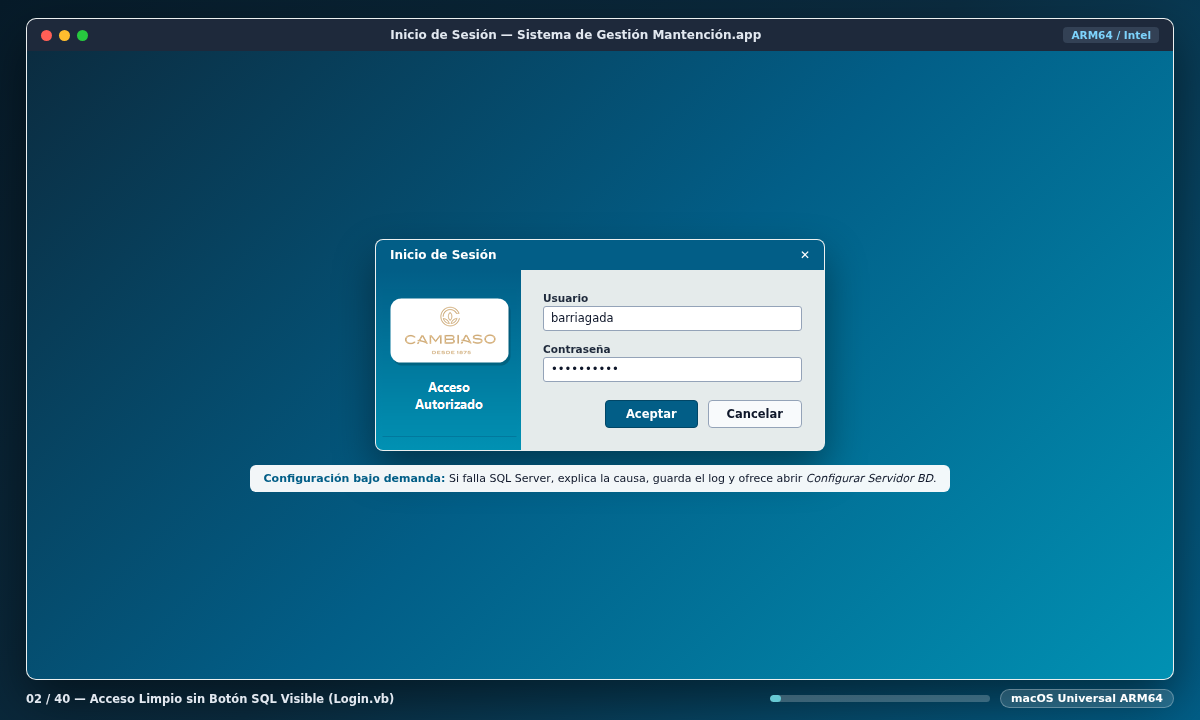 Inicio de Sesión — Sistema de Gestión Mantención.app
ARM64 / Intel
Inicio de Sesión
✕
CAMBIASO
DESDE 1875
Acceso
Autorizado
Usuario
barriagada
Contraseña
••••••••••
Aceptar
Cancelar
Configuración bajo demanda: Si falla SQL Server, explica la causa, guarda el log y ofrece abrir Configurar Servidor BD.
02 / 40 — Acceso Limpio sin Botón SQL Visible (Login.vb)
macOS Universal ARM64